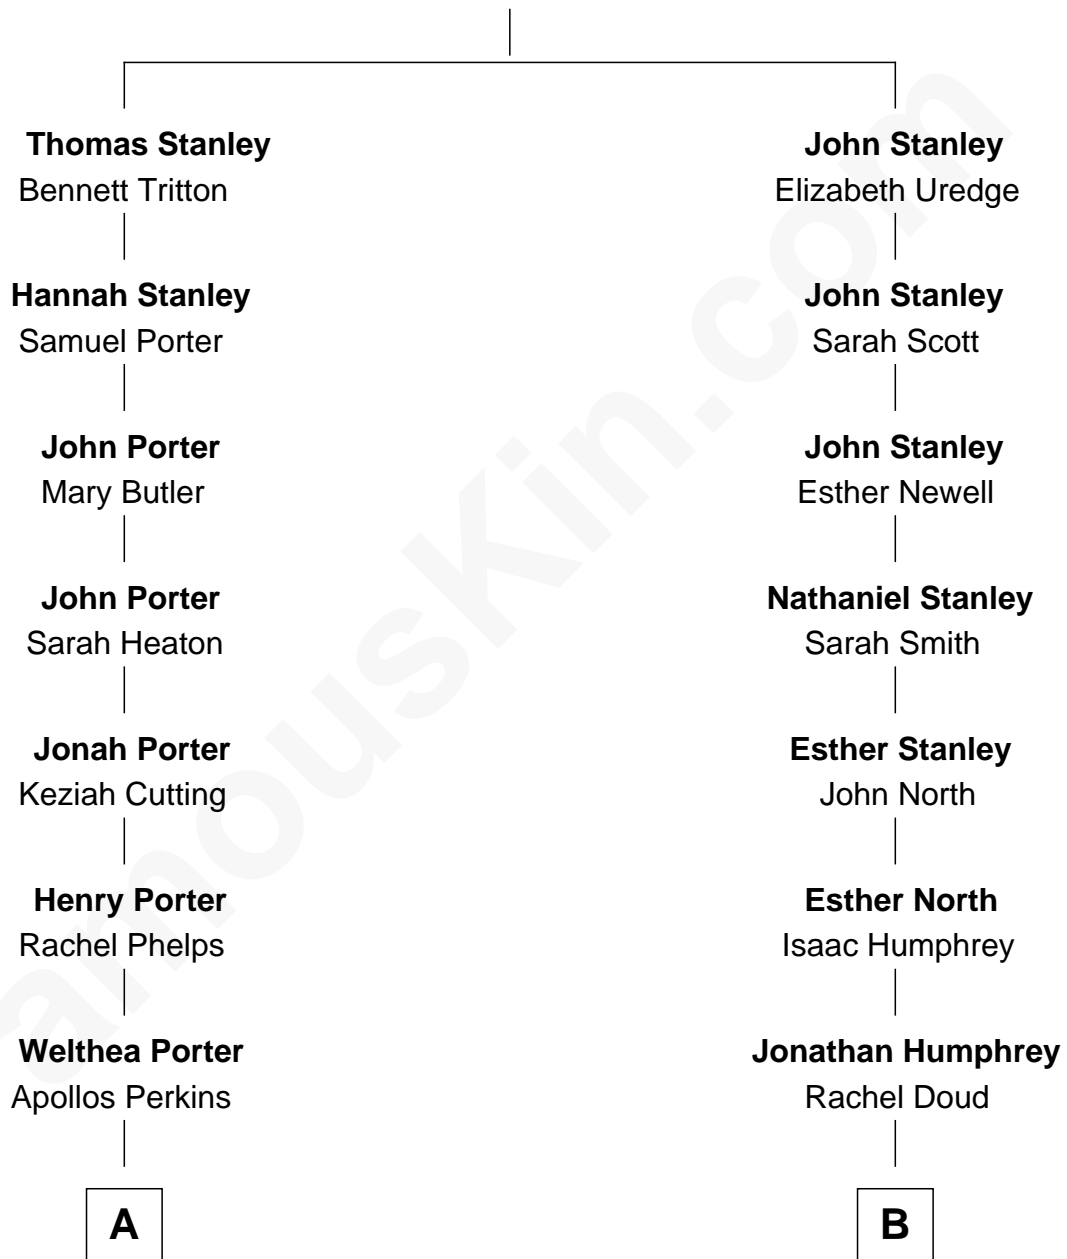 Thomas Stanley
Bennett Tritton
Hannah Stanley
Samuel Porter
John Porter
Mary Butler
John Porter
Sarah Heaton
Jonah Porter
Keziah Cutting
Henry Porter
Rachel Phelps
Welthea Porter
Apollos Perkins
A
John Stanley
Elizabeth Uredge
John Stanley
Sarah Scott
John Stanley
Esther Newell
Nathaniel Stanley
Sarah Smith
Esther Stanley
John North
Esther North
Isaac Humphrey
Jonathan Humphrey
Rachel Doud
B
amouskin.com